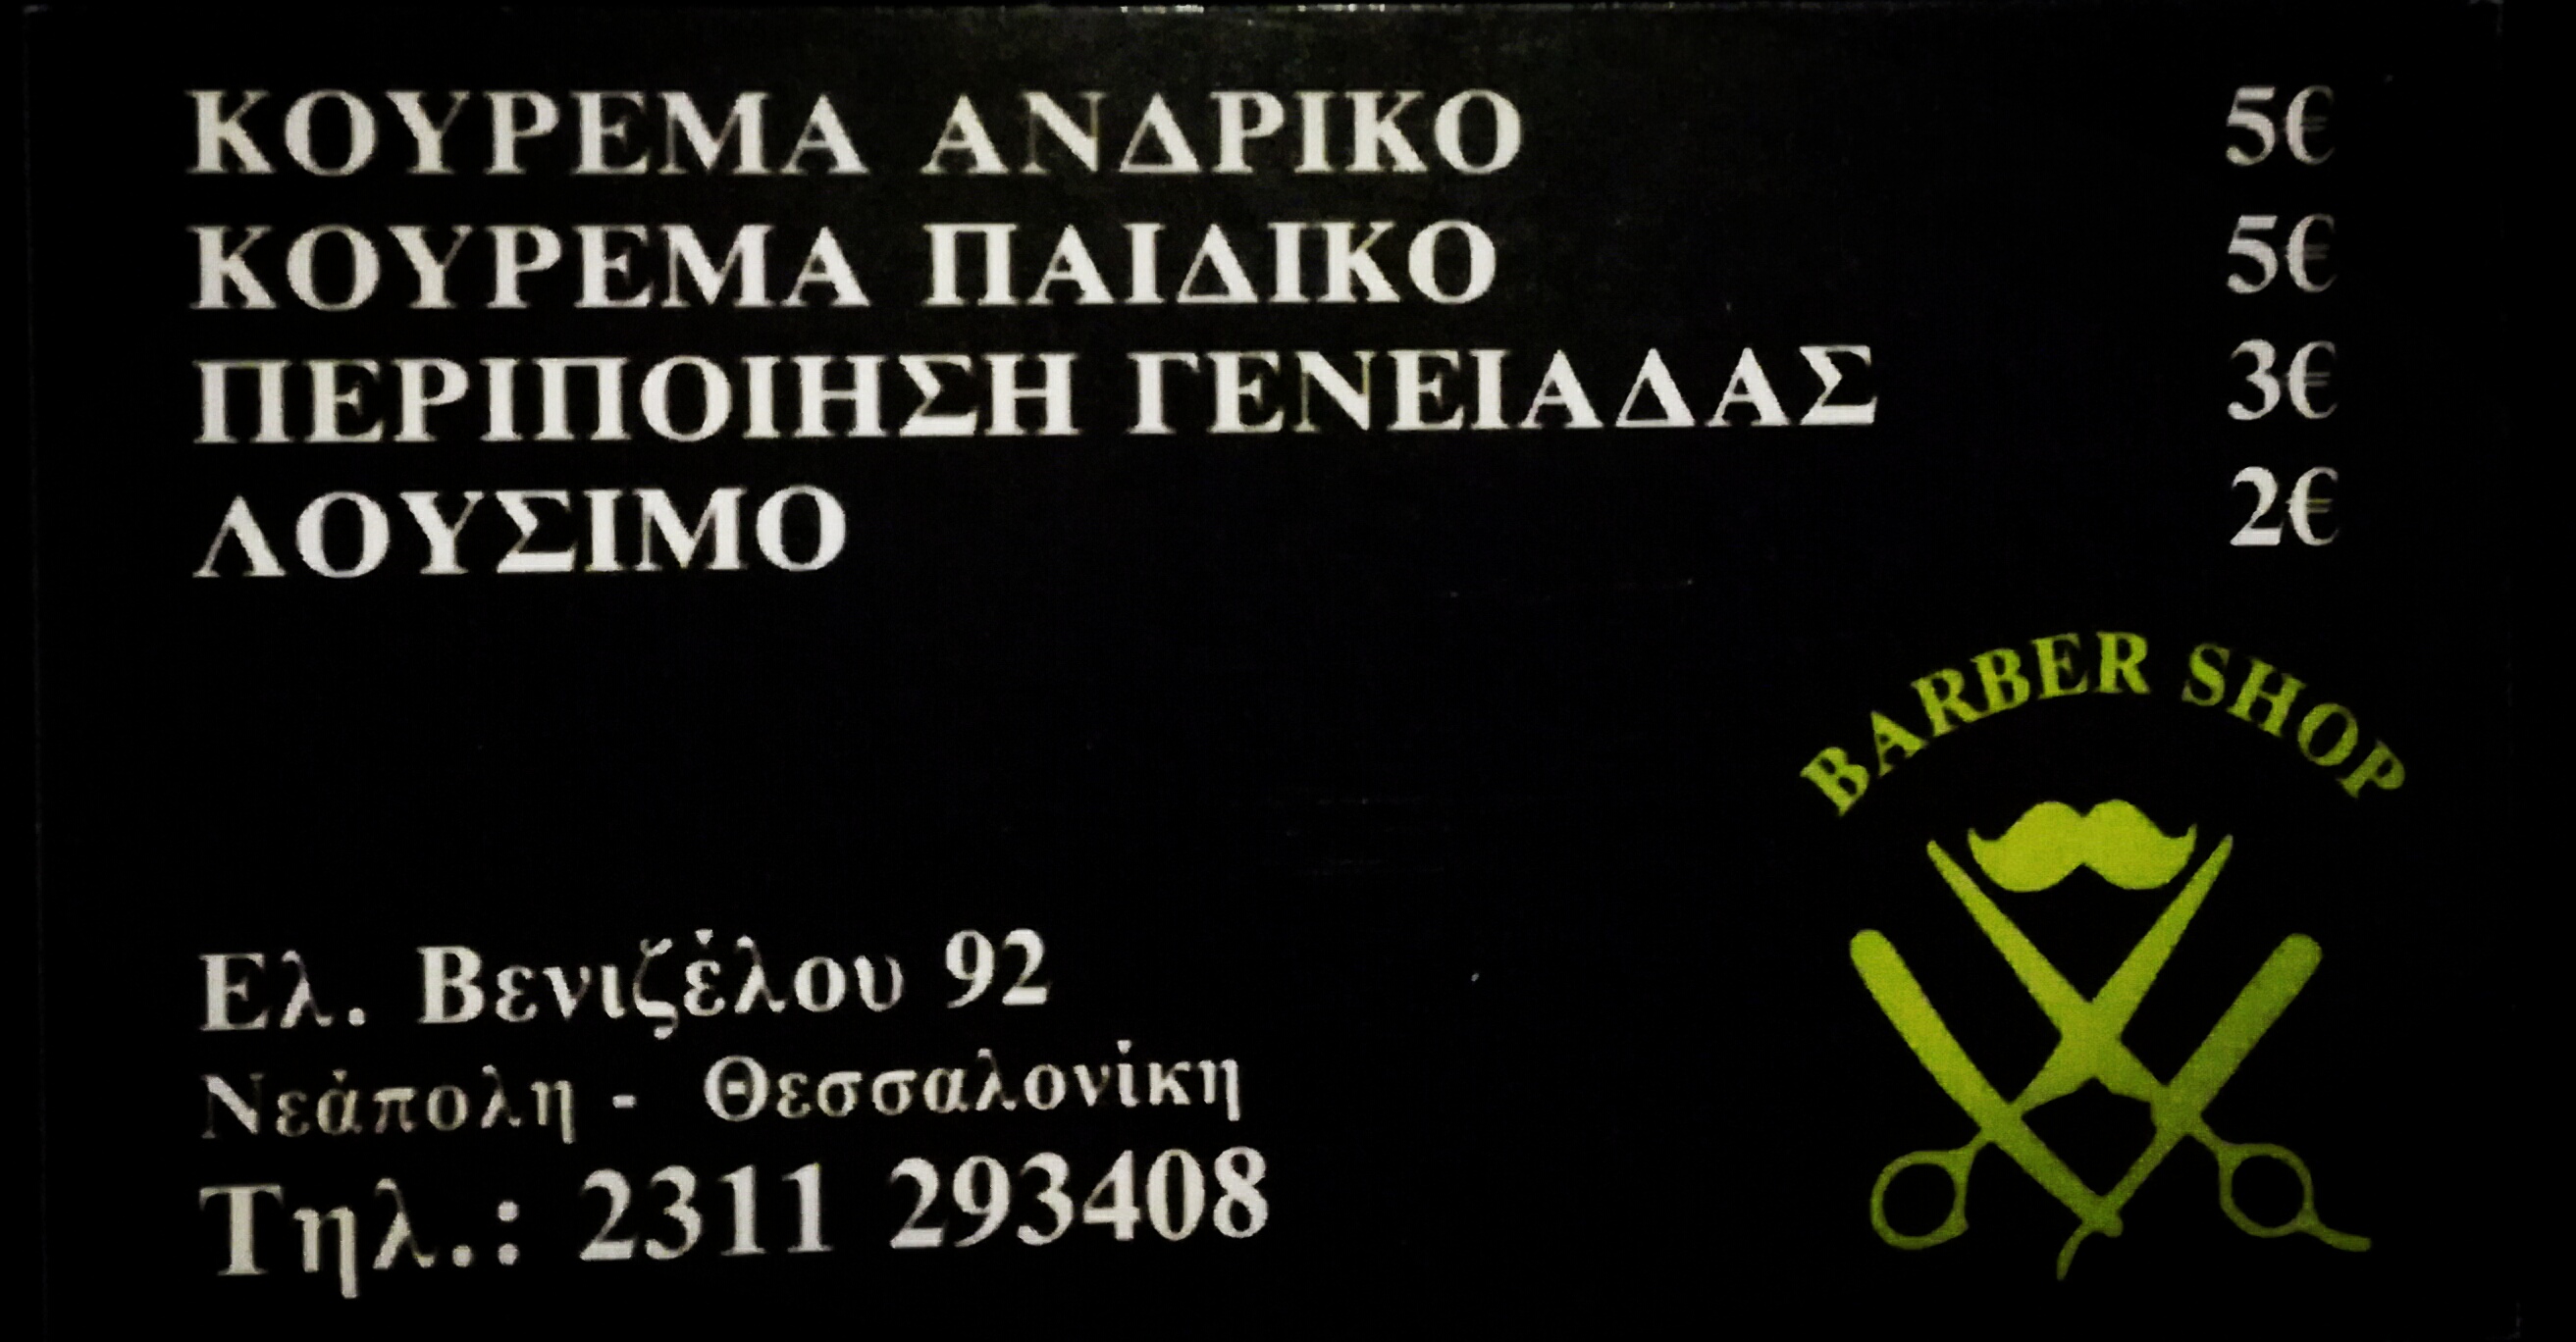 ΚΟΥΡΕΜΑ ΑΝΔΡΙΚΟ 5€
ΚΟΥΡΕΜΑ ΠΑΙΔΙΚΟ 5€
ΠΕΡΙΠΟΙΗΣΗ ΓΕΝΕΙΑΔΑΣ 3€
ΛΟΥΣΙΜΟ 2€
BARBER SHOP
Ελ. Βενιζέλου 92
Νεάπολη - Θεσσαλονίκη
Τηλ.: 2311 293408